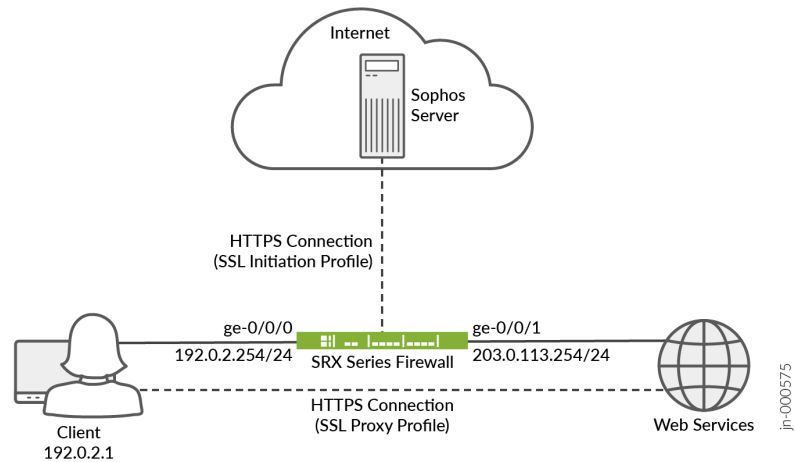 Internet
Sophos
Server
HTTPS Connection
(SSL Initiation Profile)
ge-0/0/0
ge-0/0/1
192.0.2.254/24
SRX Series Firewall
203.0.113.254/24
HTTPS Connection
(SSL Proxy Profile)
Client
192.0.2.1
Web Services
jn-000575